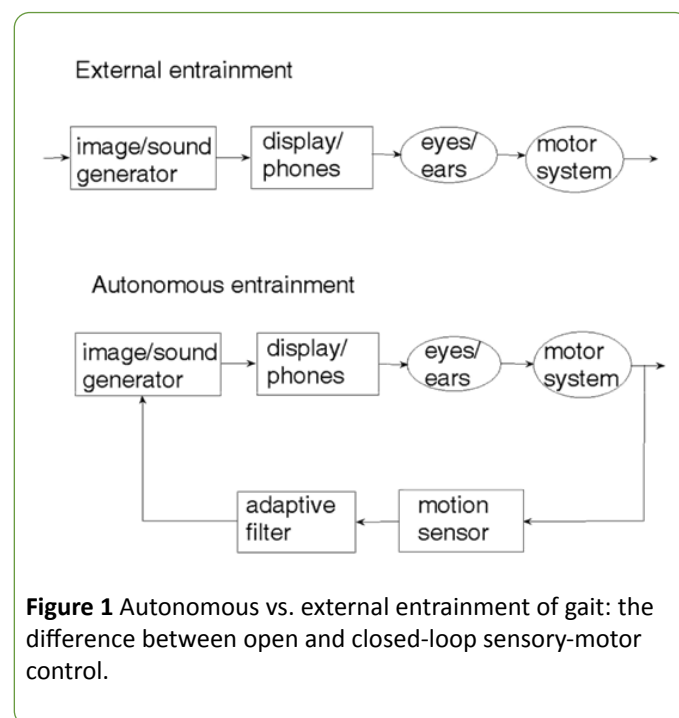 External entrainment
image/sound
generator
display/
phones
eyes/
ears
motor
system
Autonomous entrainment
image/sound
generator
display/
phones
eyes/
ears
motor
system
adaptive
filter
motion
sensor
Figure 1 Autonomous vs. external entrainment of gait: the
difference between open and closed-loop sensory-motor
control.